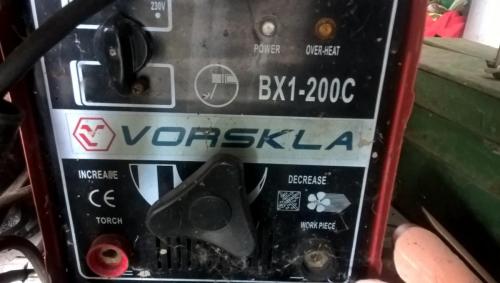 230V
POWER OVER-HEAT
BX1-200C
VORSKLA
INCREASE DECREASE
CE
TORCH WORK PIECE